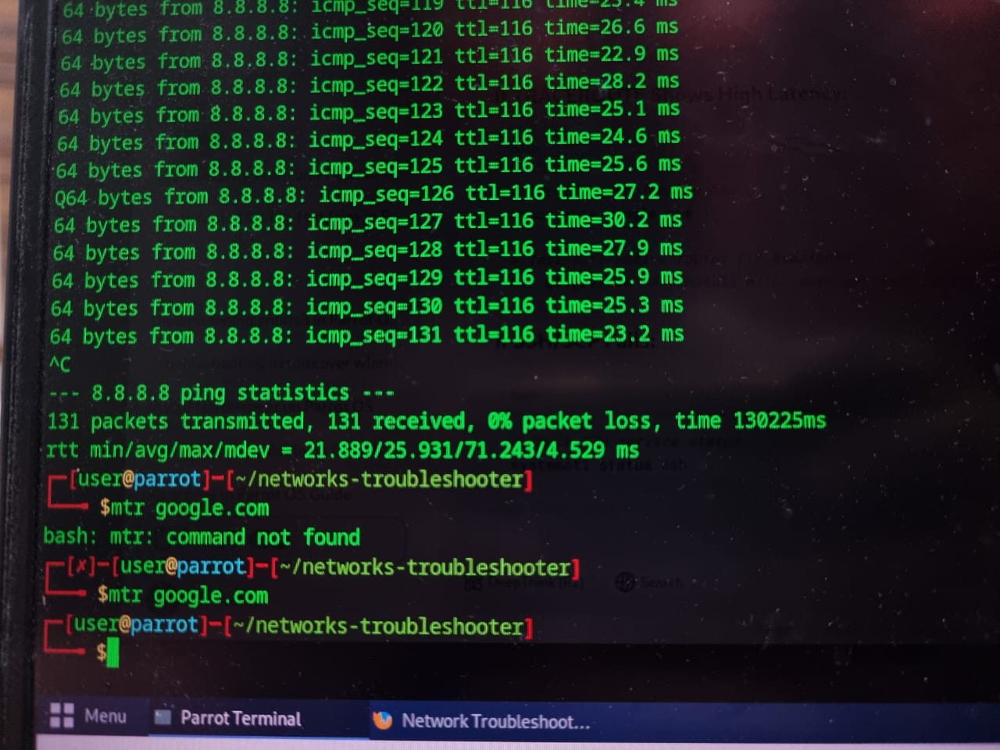 64 bytes from 8.8.8.8: icmp_seq=119 ttl=116 time=25.4 ms
64 bytes from 8.8.8.8: icmp_seq=120 ttl=116 time=26.6 ms
64 bytes from 8.8.8.8: icmp_seq=121 ttl=116 time=22.9 ms
64 bytes from 8.8.8.8: icmp_seq=122 ttl=116 time=28.2 ms
64 bytes from 8.8.8.8: icmp_seq=123 ttl=116 time=25.1 ms
64 bytes from 8.8.8.8: icmp_seq=124 ttl=116 time=24.6 ms
64 bytes from 8.8.8.8: icmp_seq=125 ttl=116 time=25.6 ms
Q64 bytes from 8.8.8.8: icmp_seq=126 ttl=116 time=27.2 ms
64 bytes from 8.8.8.8: icmp_seq=127 ttl=116 time=30.2 ms
64 bytes from 8.8.8.8: icmp_seq=128 ttl=116 time=27.9 ms
64 bytes from 8.8.8.8: icmp_seq=129 ttl=116 time=25.9 ms
64 bytes from 8.8.8.8: icmp_seq=130 ttl=116 time=25.3 ms
64 bytes from 8.8.8.8: icmp_seq=131 ttl=116 time=23.2 ms
^C
--- 8.8.8.8 ping statistics ---
131 packets transmitted, 131 received, 0% packet loss, time 130225ms
rtt min/avg/max/mdev = 21.889/25.931/71.243/4.529 ms
[user@parrot]-[~/networks-troubleshooter]
$mtr google.com
bash: mtr: command not found
[x]-[user@parrot]-[~/networks-troubleshooter]
$mtr google.com
[user@parrot]-[~/networks-troubleshooter]
$
Shows High Latency:
systemctl status ssh
Search
Menu Parrot Terminal Network Troubleshoot...